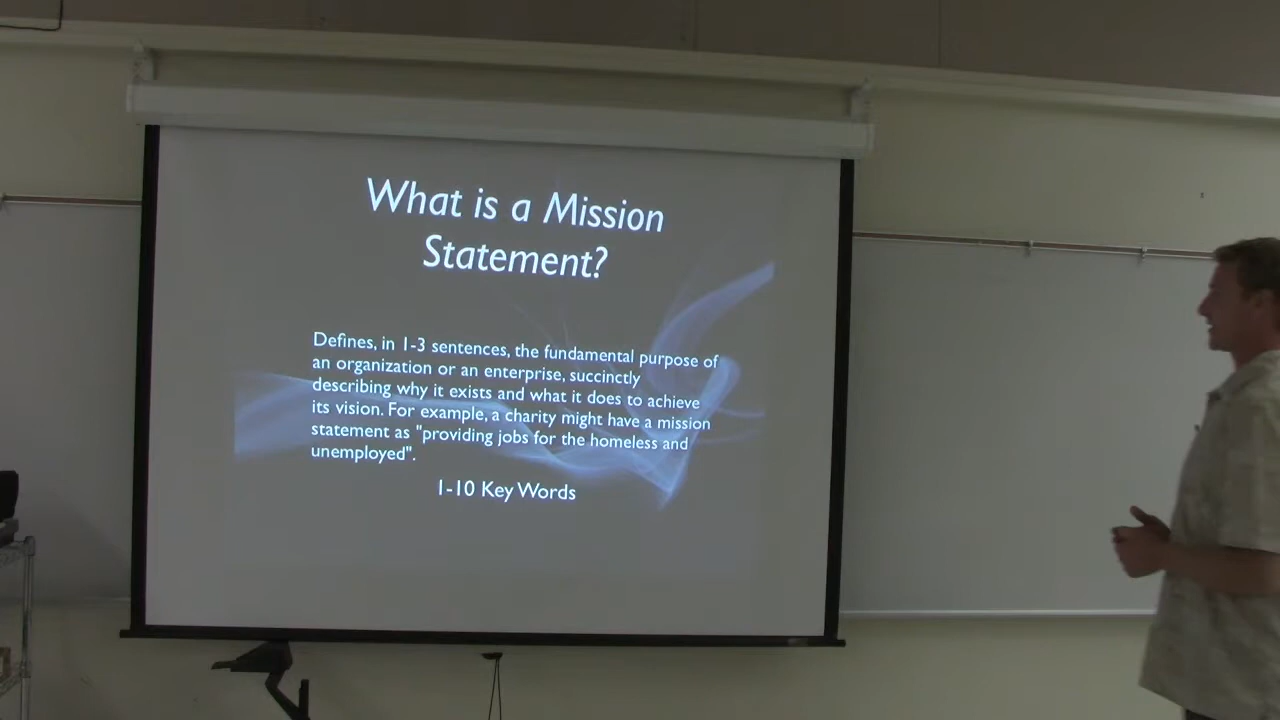 What is a Mission
Statement?
Defines, in 1-3 sentences, the fundamental purpose of
an organization or an enterprise, succinctly
describing why it exists and what it does to achieve
its vision. For example, a charity might have a mission
statement as "providing jobs for the homeless and
unemployed".
1-10 Key Words